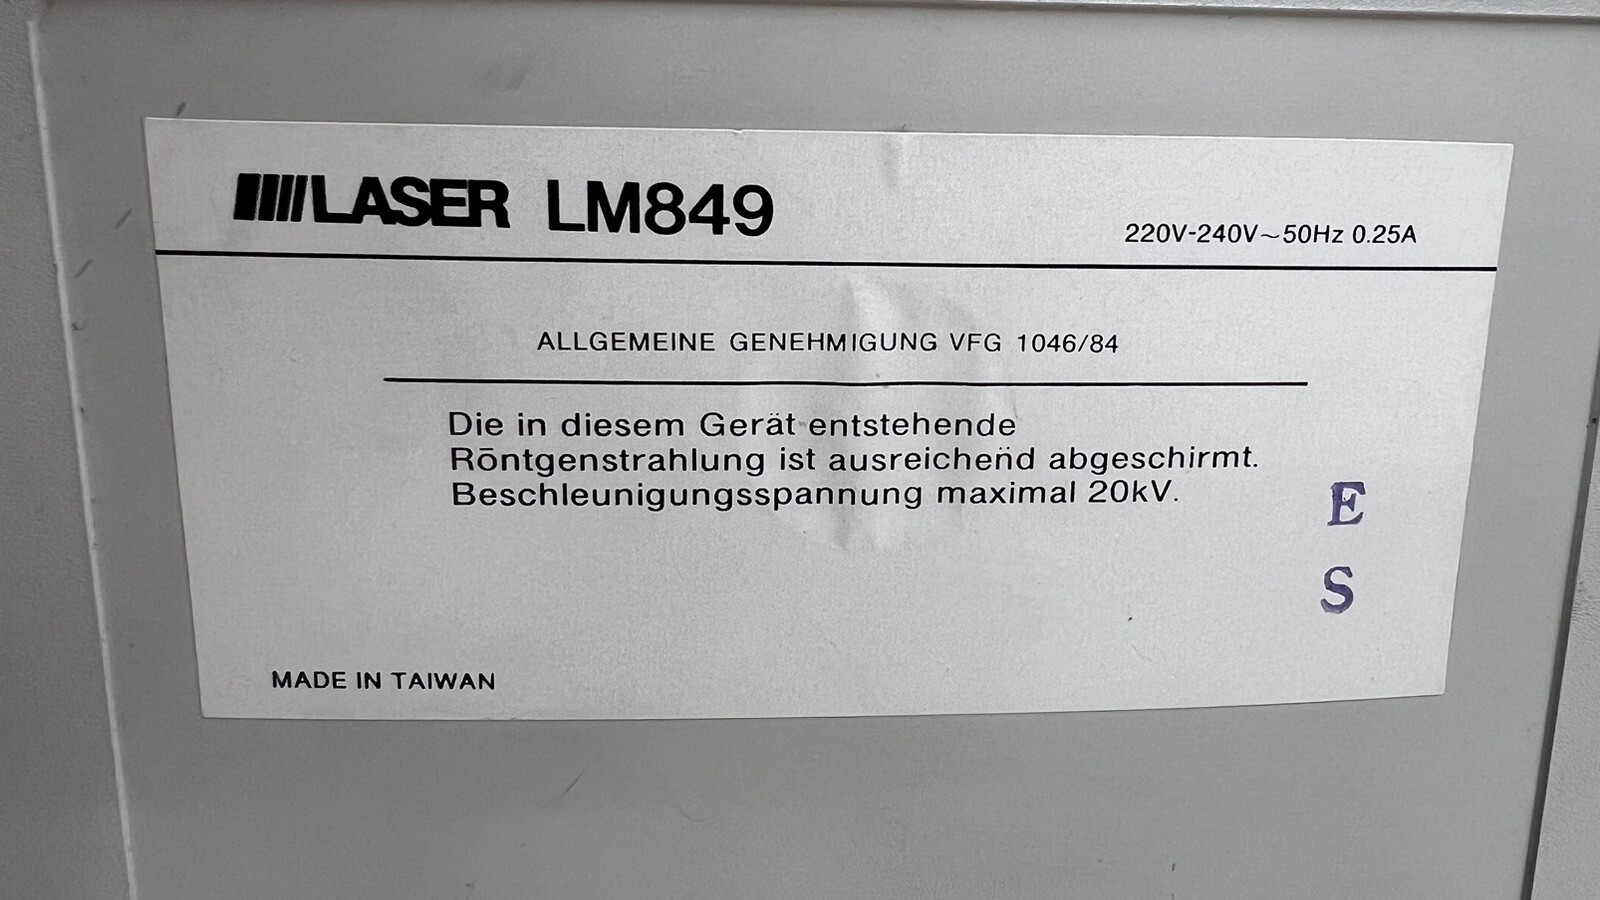 LASER LM849
220V-240V~50Hz 0.25A
ALLGEMEINE GENEHMIGUNG VFG 1046/84
Die in diesem Gerät entstehende
Rōntgenstrahlung ist ausreichend abgeschirmt.
Beschleunigungsspannung maximal 20kV.
E
S
MADE IN TAIWAN